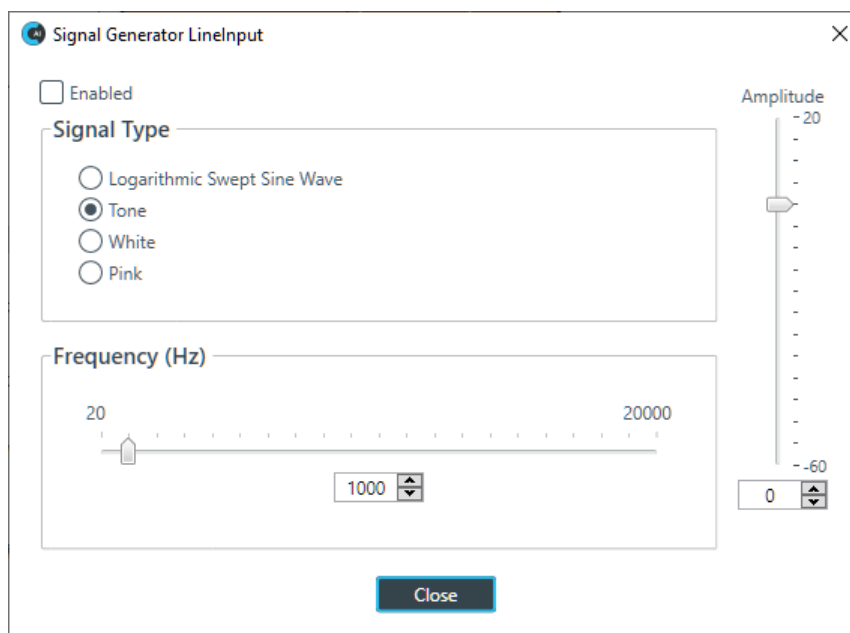 Signal Generator LineInput
Enabled
Signal Type
Logarithmic Swept Sine Wave
Tone
White
Pink
Frequency (Hz)
20
20000
1000
Amplitude
20
-60
0
Close